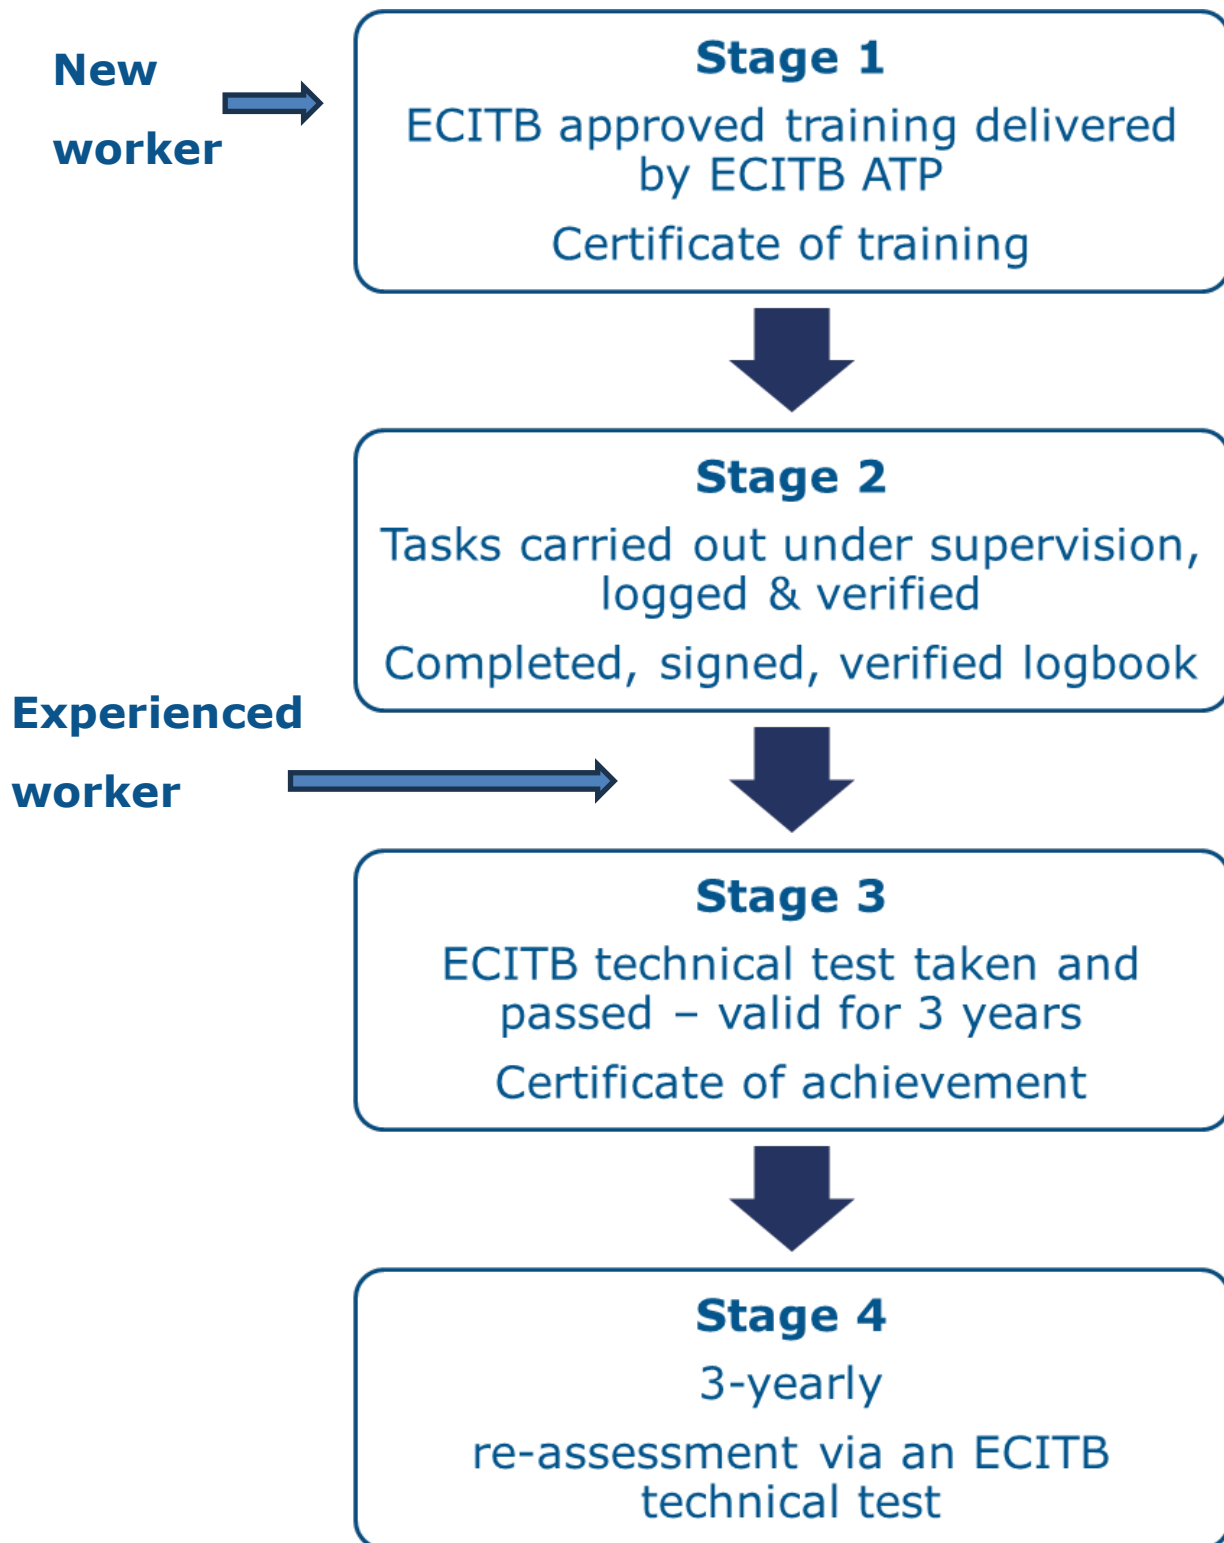 New
worker
Stage 1
ECITB approved training delivered
by ECITB ATP
Certificate of training
Stage 2
Tasks carried out under supervision,
logged & verified
Completed, signed, verified logbook
Experienced
worker
Stage 3
ECITB technical test taken and
passed – valid for 3 years
Certificate of achievement
Stage 4
3-yearly
re-assessment via an ECITB
technical test